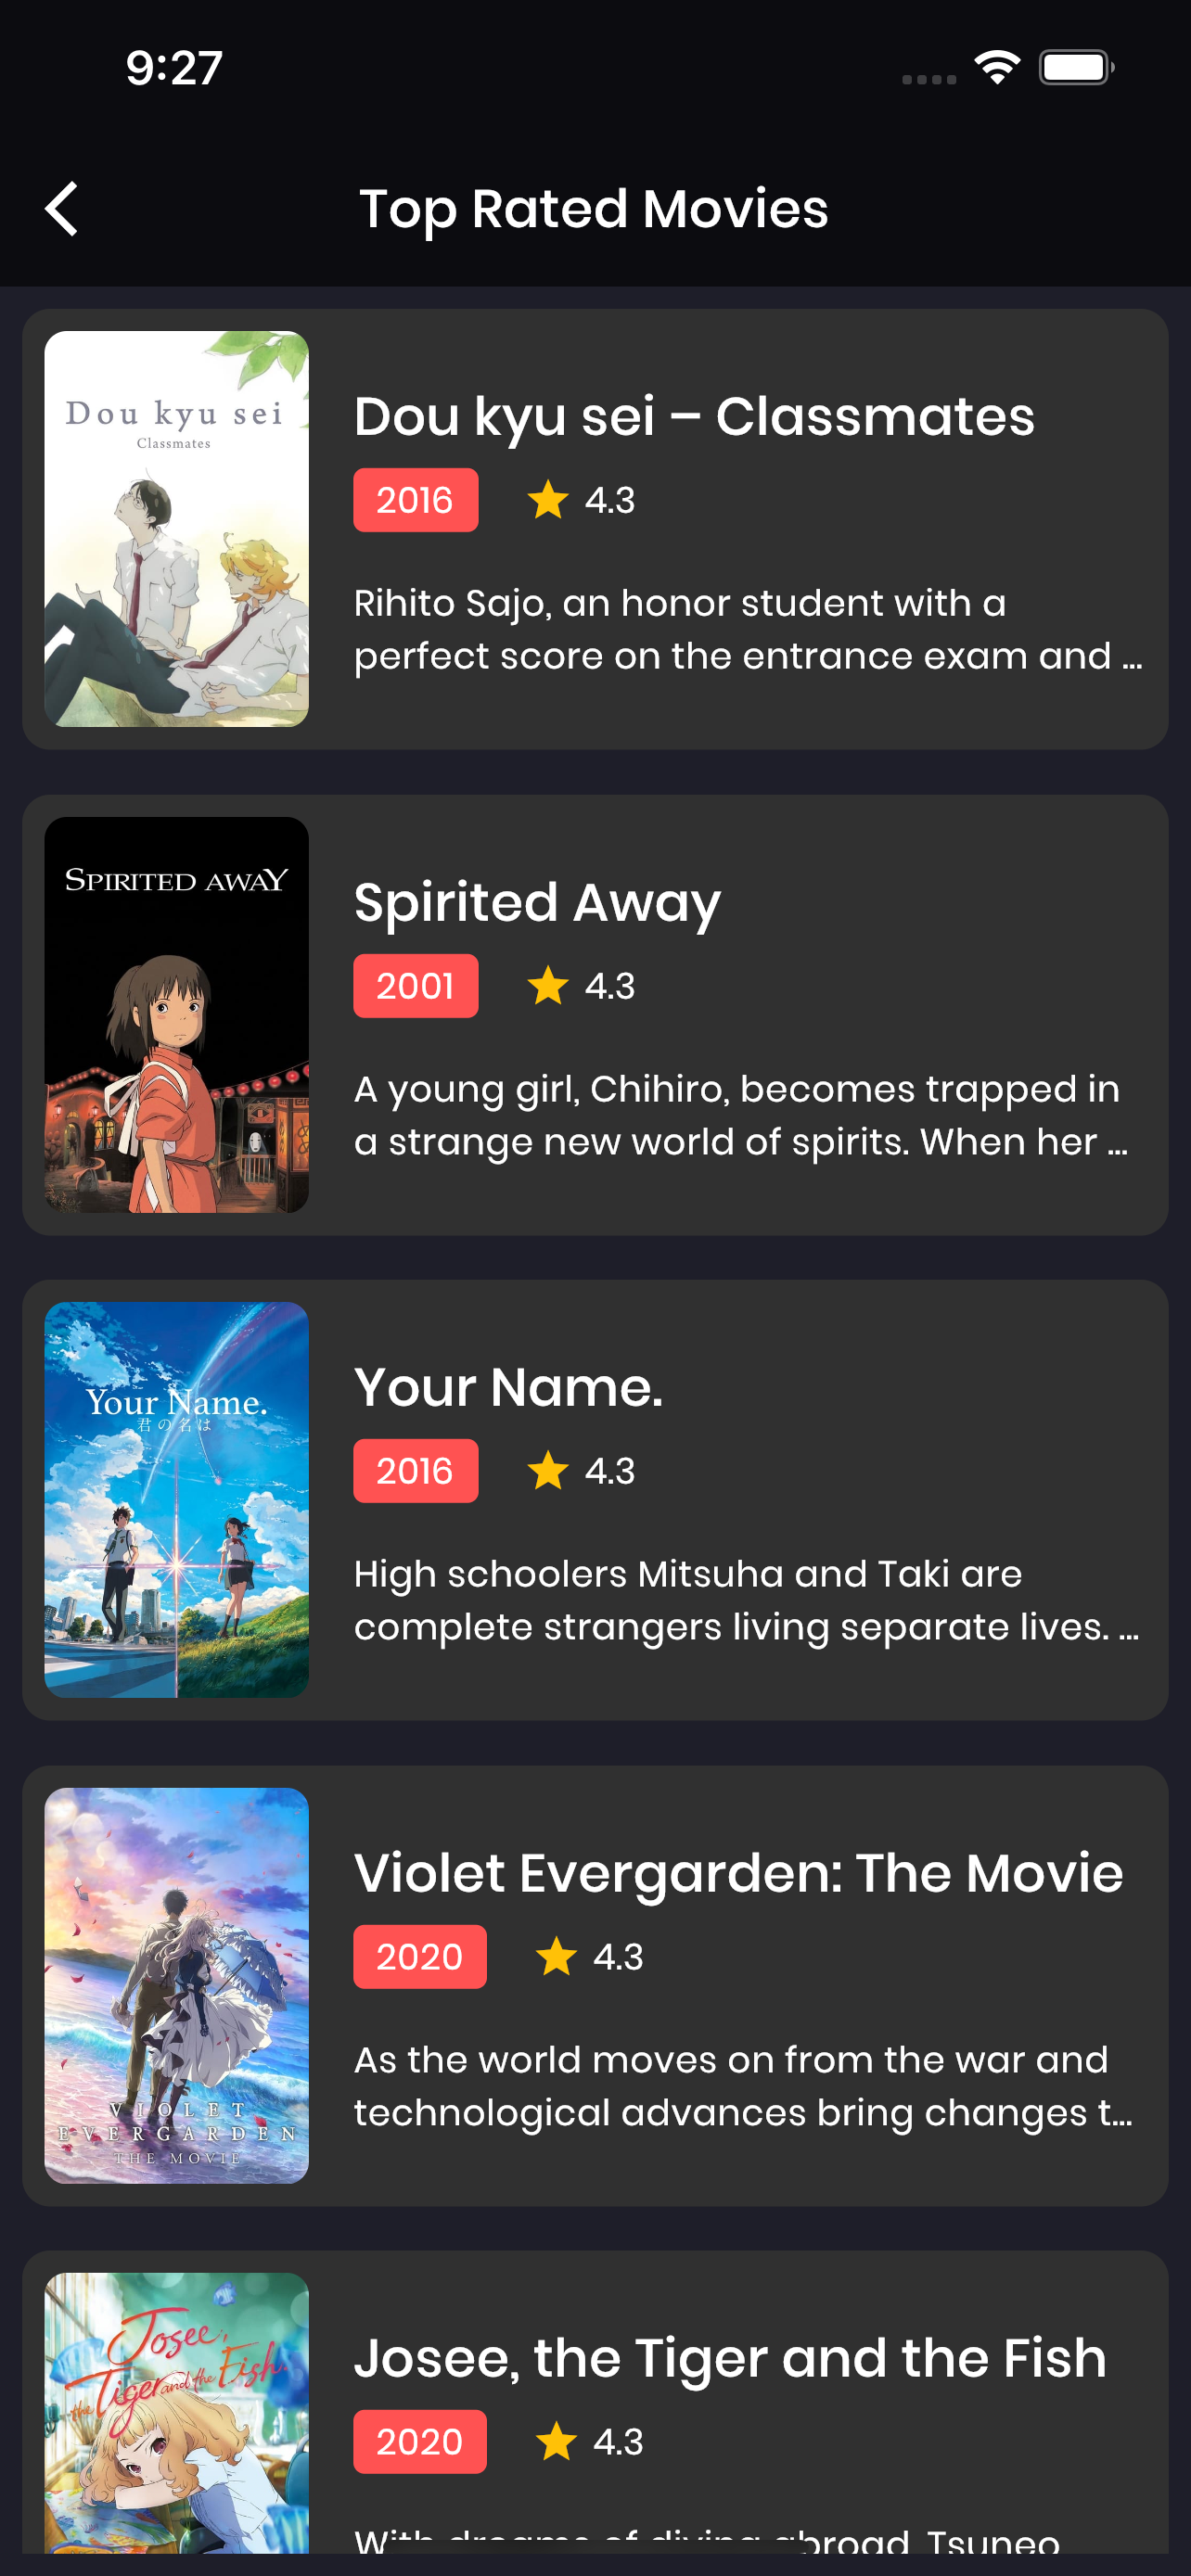 9:27
Top Rated Movies
Dou kyu sei
Classmates
Dou kyu sei – Classmates
2016
4.3
Rihito Sajo, an honor student with a
perfect score on the entrance exam and ...
SPIRITED AWAY
Spirited Away
2001
4.3
A young girl, Chihiro, becomes trapped in
a strange new world of spirits. When her ...
Your Name.
君の名は
Your Name.
2016
4.3
High schoolers Mitsuha and Taki are
complete strangers living separate lives. ...
VIOLET
EVERGARDEN
THE MOVIE
Violet Evergarden: The Movie
2020
4.3
As the world moves on from the war and
technological advances bring changes t...
Josee,
the Tiger and the Fish
Josee, the Tiger and the Fish
2020
4.3
With dreams of diving abroad, Tsuneo